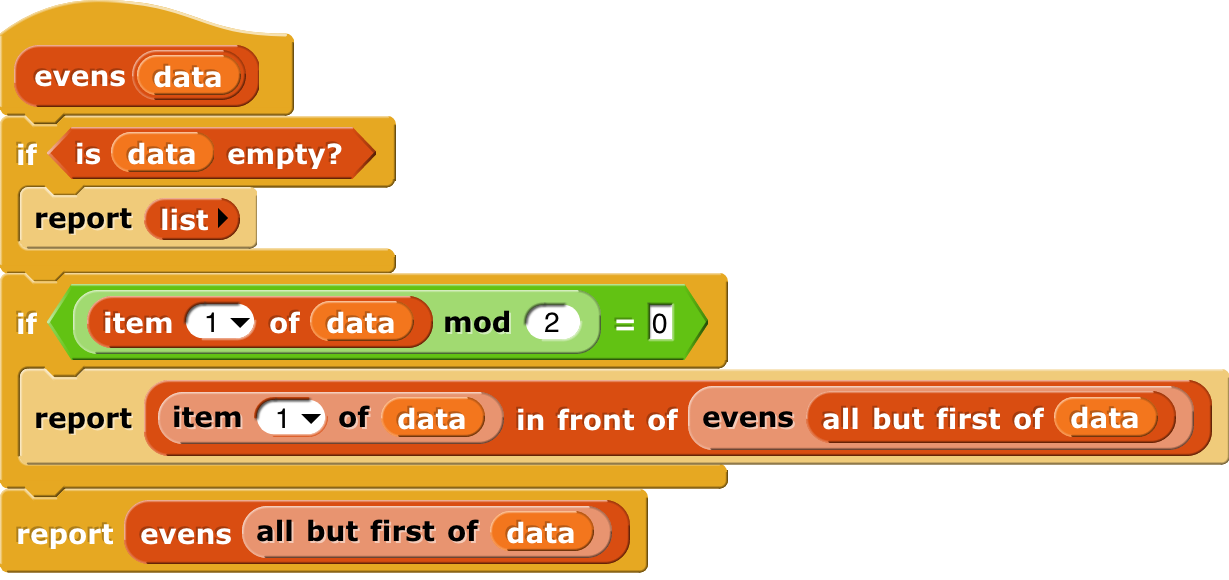 evens data
if is data empty?
report list
if item 1 of data mod 2 = 0
report item 1 of data in front of evens all but first of data
report evens all but first of data